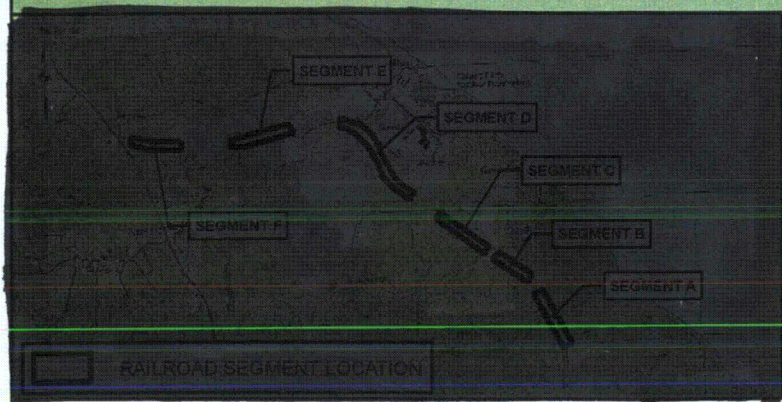 SEGMENT E
SEGMENT D
SEGMENT C
SEGMENT F
SEGMENT B
SEGMENT A
RAILROAD SEGMENT LOCATION